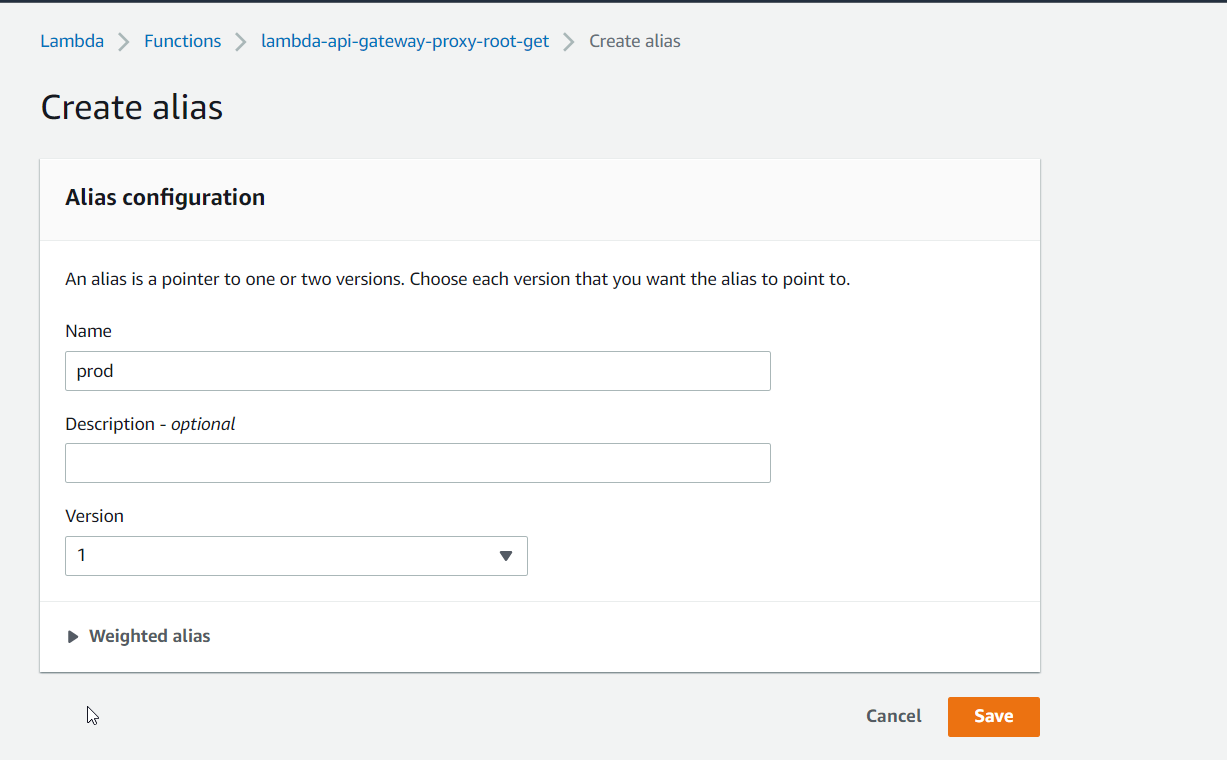 Lambda > Functions > lambda-api-gateway-proxy-root-get > Create alias
Create alias
Alias configuration
An alias is a pointer to one or two versions. Choose each version that you want the alias to point to.
Name
prod
Description - optional
Version
1
Weighted alias
Cancel Save